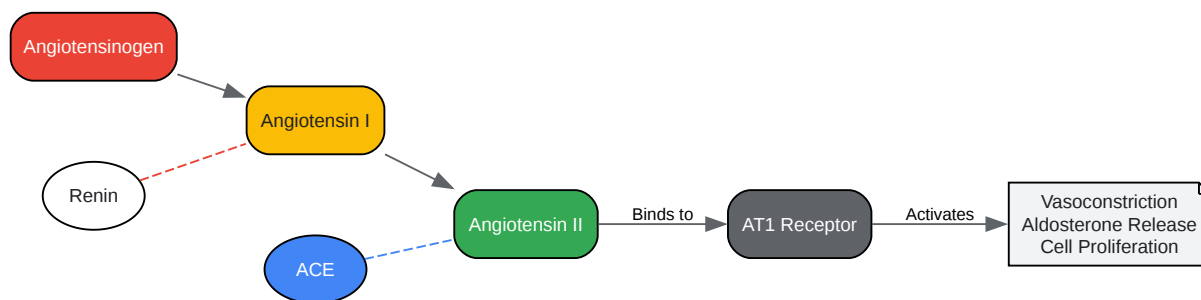 Angiotensinogen
Angiotensin I
Renin
Angiotensin II
ACE
Binds to
AT1 Receptor
Activates
Vasoconstriction
Aldosterone Release
Cell Proliferation